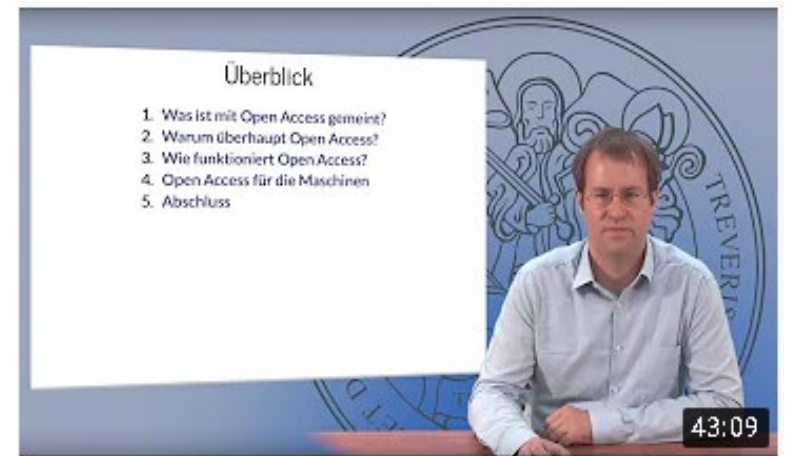 Überblick
1. Was ist mit Open Access gemeint?
2. Warum überhaupt Open Access?
3. Wie funktioniert Open Access?
4. Open Access für die Maschinen
5. Abschluss
TREVERIS
ET D
43:09